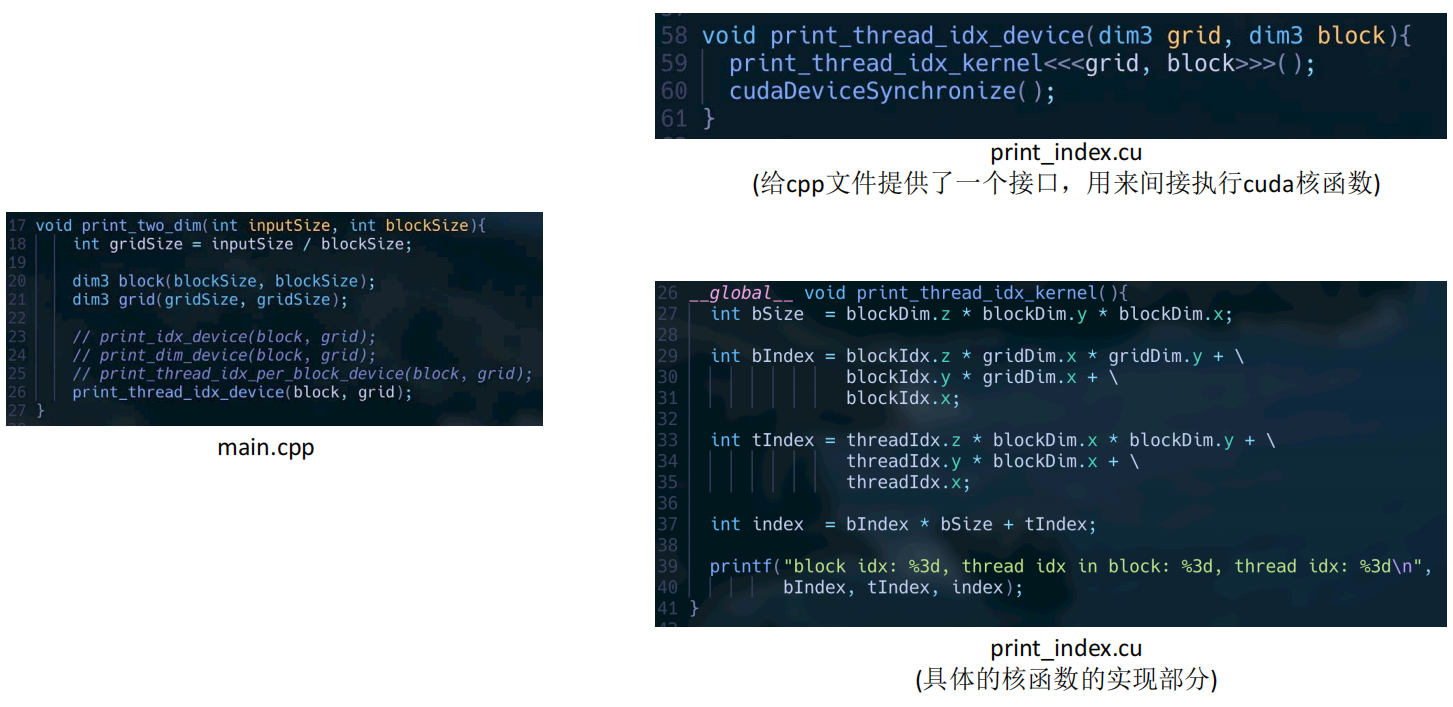 58 void print_thread_idx_device(dim3 grid, dim3 block){
59 print_thread_idx_kernel<<<grid, block>>>();
60 cudaDeviceSynchronize();
61 }
print_index.cu
(给cpp文件提供了一个接口，用来间接执行cuda核函数)
17 void print_two_dim(int inputSize, int blockSize){
18 int gridSize = inputSize / blockSize;
19
20 dim3 block(blockSize, blockSize);
21 dim3 grid(gridSize, gridSize);
22
23 // print_idx_device(block, grid);
24 // print_dim_device(block, grid);
25 // print_thread_idx_per_block_device(block, grid);
26 print_thread_idx_device(block, grid);
27 }
main.cpp
26 __global__ void print_thread_idx_kernel(){
27 int bSize = blockDim.z * blockDim.y * blockDim.x;
28
29 int bIndex = blockIdx.z * gridDim.x * gridDim.y + \
30 blockIdx.y * gridDim.x + \
31 blockIdx.x;
32
33 int tIndex = threadIdx.z * blockDim.x * blockDim.y + \
34 threadIdx.y * blockDim.x + \
35 threadIdx.x;
36
37 int index = bIndex * bSize + tIndex;
38
39 printf("block idx: %3d, thread idx in block: %3d, thread idx: %3d\n",
40 bIndex, tIndex, index);
41 }
print_index.cu
(具体的核函数的实现部分)